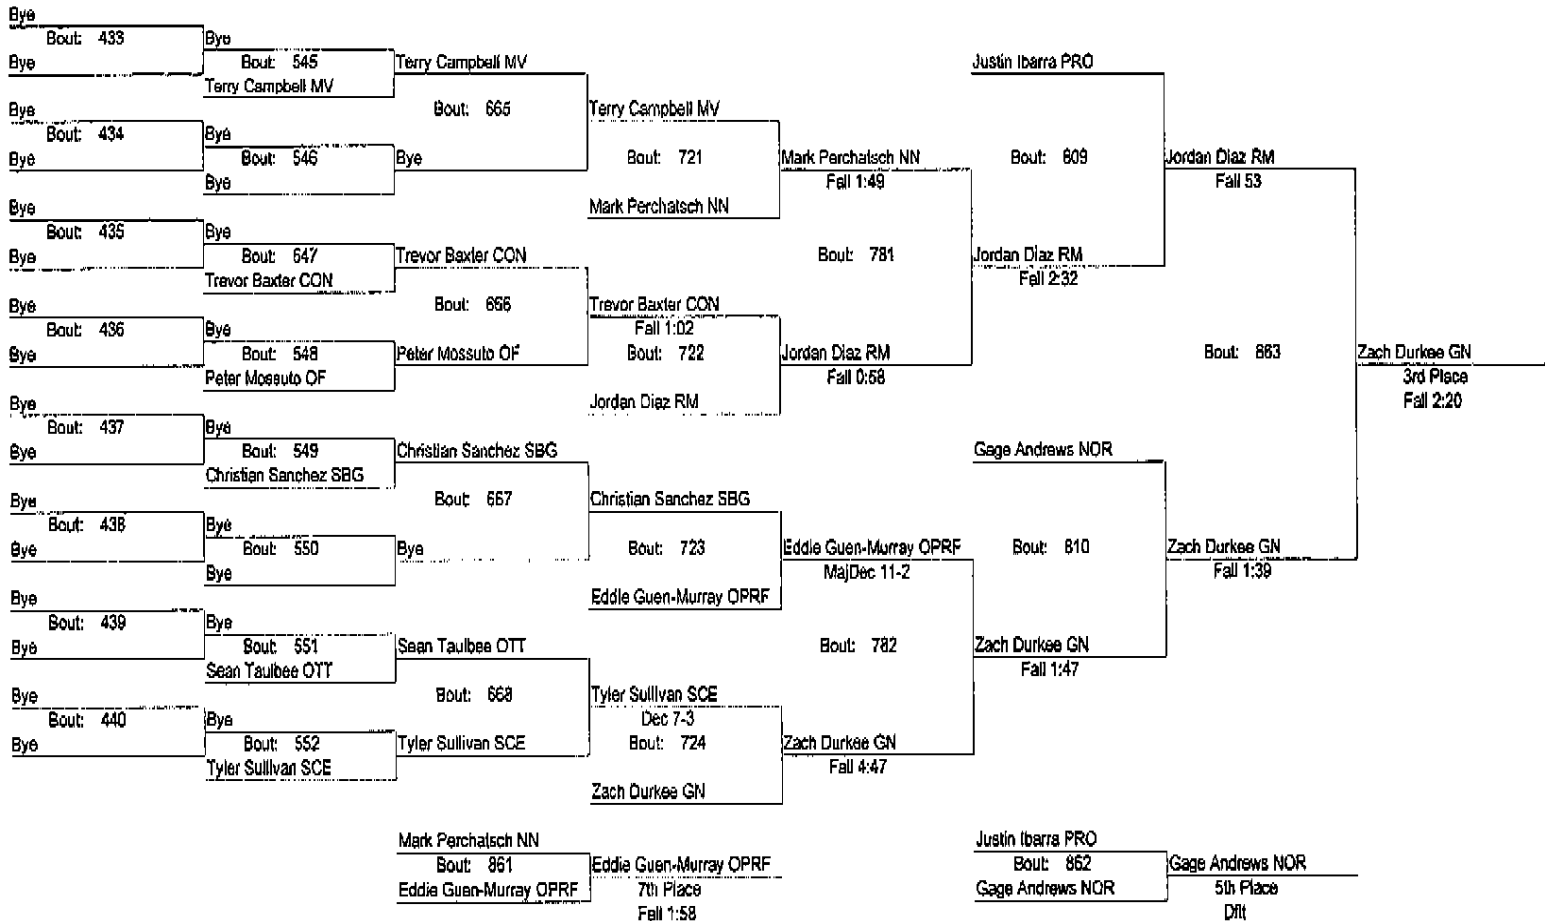 Bye
Bout: 433
Bye
Bye
Bout: 545
Terry Campbell MV
Terry Campbell MV
Bye
Bout: 434
Bye
Bye
Bout: 546
Bye
Bye
Bout: 665
Terry Campbell MV
Bout: 721
Mark Perchatsch NN
Mark Perchatsch NN
Fall 1:49
Bye
Bout: 435
Bye
Bye
Bout: 547
Trevor Baxter CON
Trevor Baxter CON
Bye
Bout: 436
Bye
Bye
Bout: 548
Peter Mossuto OF
Peter Mossuto OF
Bout: 666
Trevor Baxter CON
Fall 1:02
Bout: 722
Jordan Diaz RM
Jordan Diaz RM
Fall 0:58
Bout: 781
Justin Ibarra PRO
Bout: 809
Jordan Diaz RM
Fall 2:32
Jordan Diaz RM
Fall 53
Bye
Bout: 437
Bye
Bye
Bout: 549
Christian Sanchez SBG
Christian Sanchez SBG
Bye
Bout: 438
Bye
Bye
Bout: 550
Bye
Bye
Bout: 667
Christian Sanchez SBG
Bout: 723
Eddie Guen-Murray OPRF
Eddie Guen-Murray OPRF
MajDec 11-2
Bye
Bout: 439
Bye
Bye
Bout: 551
Sean Taulbee OTT
Sean Taulbee OTT
Bye
Bout: 440
Bye
Bye
Bout: 552
Tyler Sullivan SCE
Tyler Sullivan SCE
Bout: 668
Tyler Sullivan SCE
Dec 7-3
Bout: 724
Zach Durkee GN
Zach Durkee GN
Fall 4:47
Bout: 782
Gage Andrews NOR
Bout: 810
Zach Durkee GN
Fall 1:47
Zach Durkee GN
Fall 1:39
Bout: 863
Zach Durkee GN
3rd Place
Fall 2:20
Mark Perchatsch NN
Bout: 861
Eddie Guen-Murray OPRF
Eddie Guen-Murray OPRF
7th Place
Fall 1:58
Justin Ibarra PRO
Bout: 862
Gage Andrews NOR
Gage Andrews NOR
5th Place
Dflt